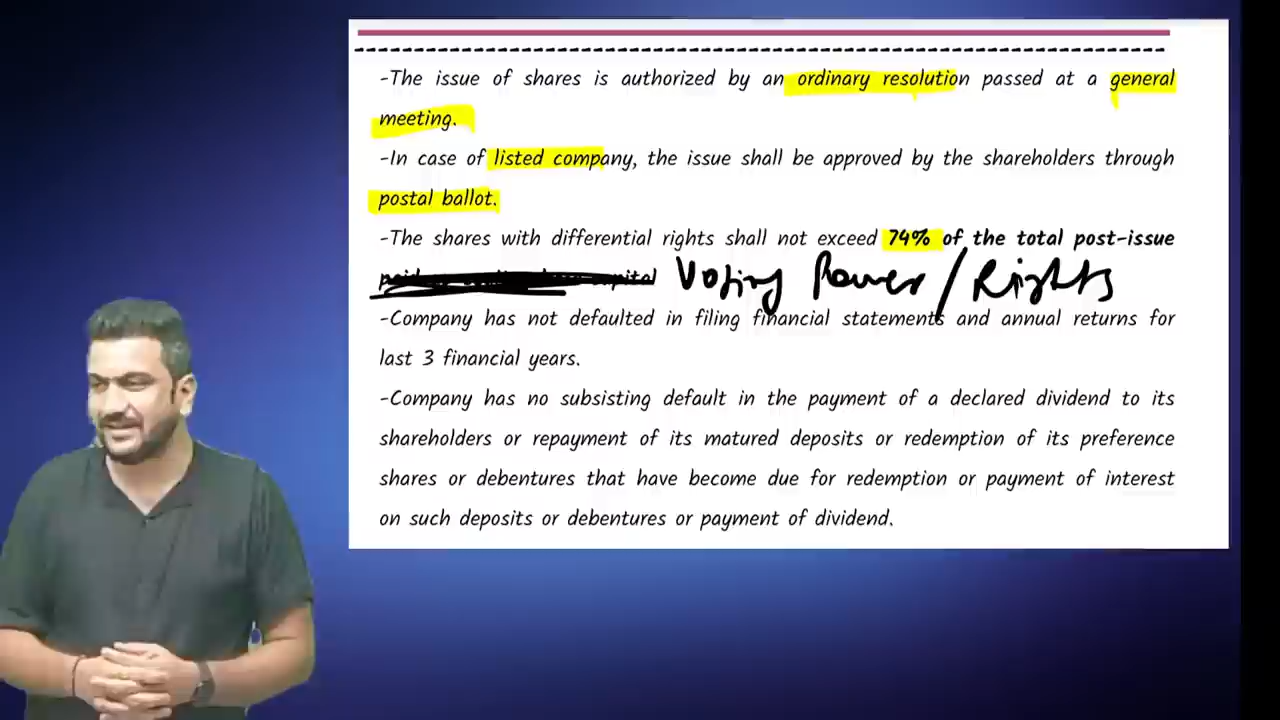 -The issue of shares is authorized by an ordinary resolution passed at a general
meeting.
-In case of listed company, the issue shall be approved by the shareholders through
postal ballot.
-The shares with differential rights shall not exceed 74% of the total post-issue
Voting Power/Rights
-Company has not defaulted in filing financial statements and annual returns for
last 3 financial years.
-Company has no subsisting default in the payment of a declared dividend to its
shareholders or repayment of its matured deposits or redemption of its preference
shares or debentures that have become due for redemption or payment of interest
on such deposits or debentures or payment of dividend.